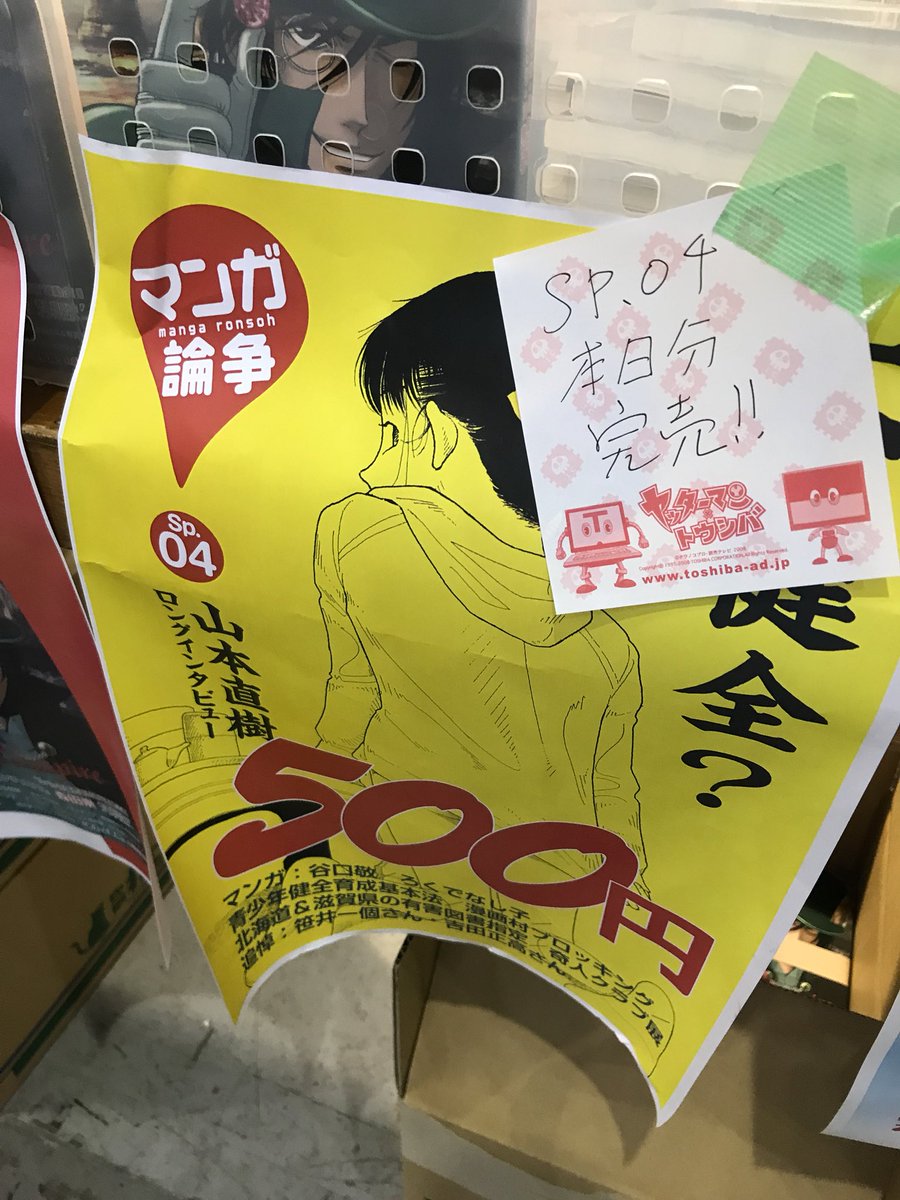 マンガ
manga ronsoh
論争
Sp.
04
山本直樹
ロングインタビュー
SP.04
本日分
完売!!
ヤッターマン
トウンバ
www.toshiba-ad.jp
健全?
500円
マンガ:谷口敬/ろくでなし子
青少年健全育成基本法/漫画村ブロッキング
北海道&滋賀県の有害図書指定/奇人クラブ展
追悼:笹井一個さん・吉田正高さん